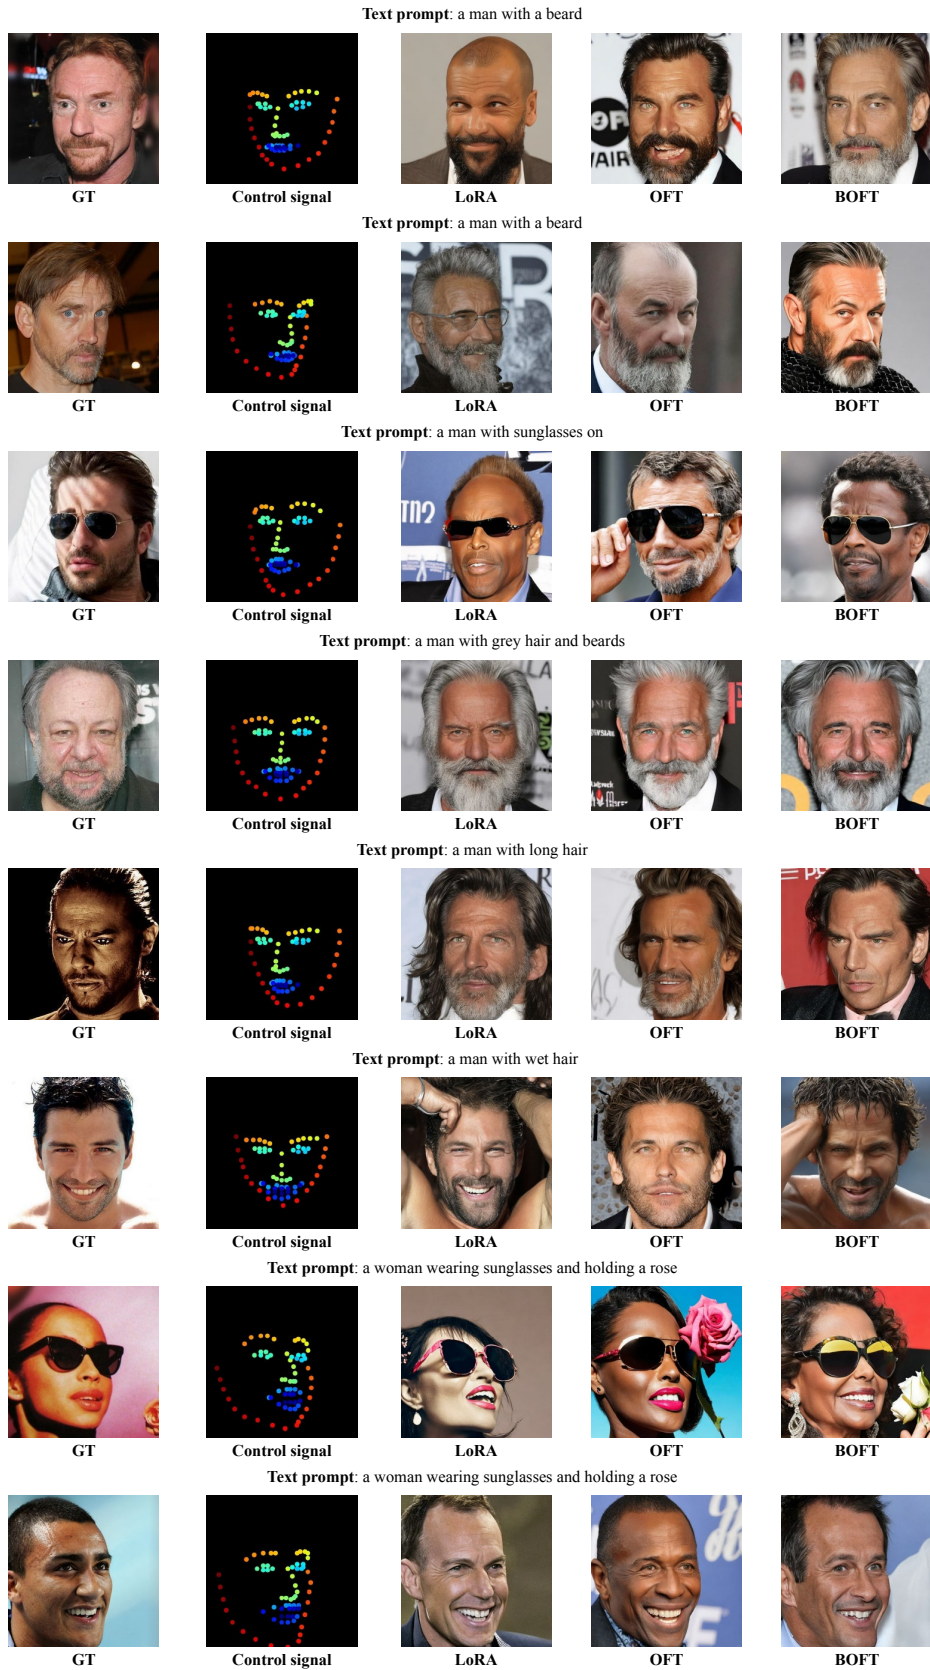 Text prompt: a man with a beard
GT Control signal LoRA OFT BOFT
Text prompt: a man with a beard
GT Control signal LoRA OFT BOFT
Text prompt: a man with sunglasses on
GT Control signal LoRA OFT BOFT
Text prompt: a man with grey hair and beards
GT Control signal LoRA OFT BOFT
Text prompt: a man with long hair
GT Control signal LoRA OFT BOFT
Text prompt: a man with wet hair
GT Control signal LoRA OFT BOFT
Text prompt: a woman wearing sunglasses and holding a rose
GT Control signal LoRA OFT BOFT
Text prompt: a woman wearing sunglasses and holding a rose
GT Control signal LoRA OFT BOFT